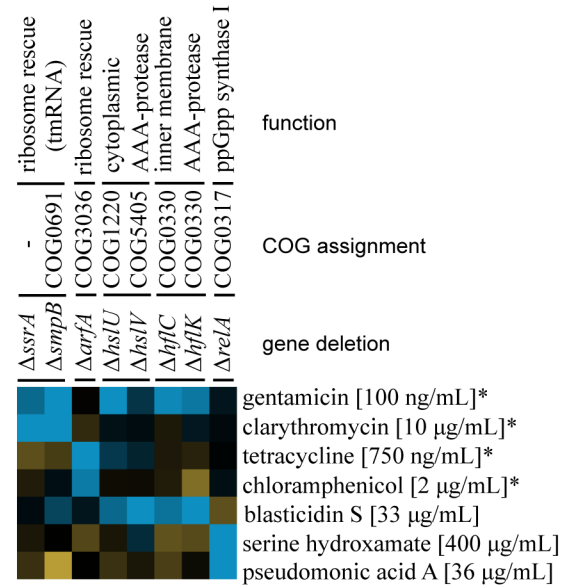 ribosome rescue
(tmRNA)
ribosome rescue
cytoplasmic
AAA-protease
inner membrane
AAA-protease
ppGpp synthase I
function
-
COG0691
COG3036
COG1220
COG5405
COG0330
COG0330
COG0317
COG assignment
ΔssrA
ΔsmpB
ΔarfA
ΔhslU
ΔhslV
ΔhflC
ΔhflK
ΔrelA
gene deletion
gentamicin [100 ng/mL]*
clarythromycin [10 μg/mL]*
tetracycline [750 ng/mL]*
chloramphenicol [2 μg/mL]*
blasticidin S [33 μg/mL]
serine hydroxamate [400 μg/mL]
pseudomonic acid A [36 μg/mL]